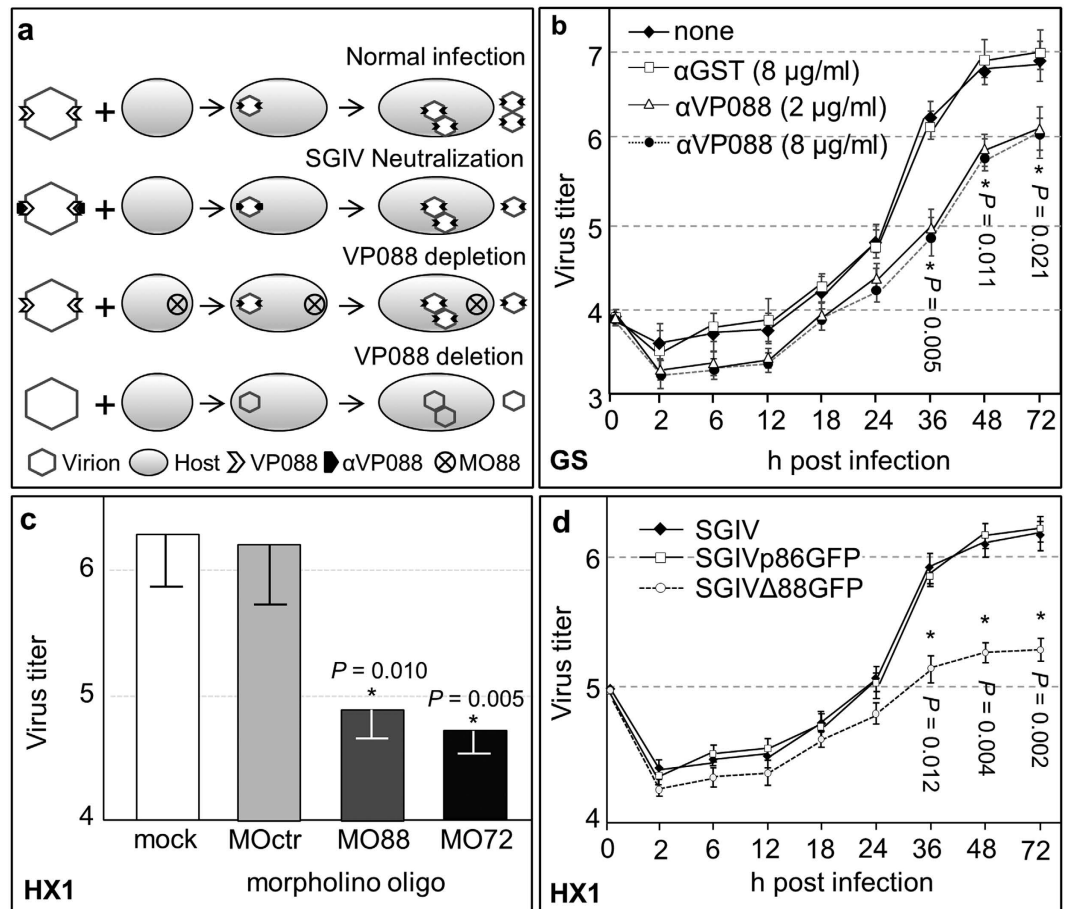 a
Normal infection
+
SGIV Neutralization
+
VP088 depletion
+
VP088 deletion
+
Virion Host VP088 αVP088 MO88
b
none
αGST (8 µg/ml)
αVP088 (2 µg/ml)
αVP088 (8 µg/ml)
Virus titer
7
6
5
4
3
* P = 0.005
* P = 0.011
* P = 0.021
0 2 6 12 18 24 36 48 72
GS
h post infection
c
Virus titer
6
5
4
P = 0.010
*
P = 0.005
*
mock MOctr MO88 MO72
HX1
morpholino oligo
d
SGIV
SGIVp86GFP
SGIVΔ88GFP
Virus titer
6
5
4
* * *
P = 0.012
P = 0.004
P = 0.002
0 2 6 12 18 24 36 48 72
HX1
h post infection